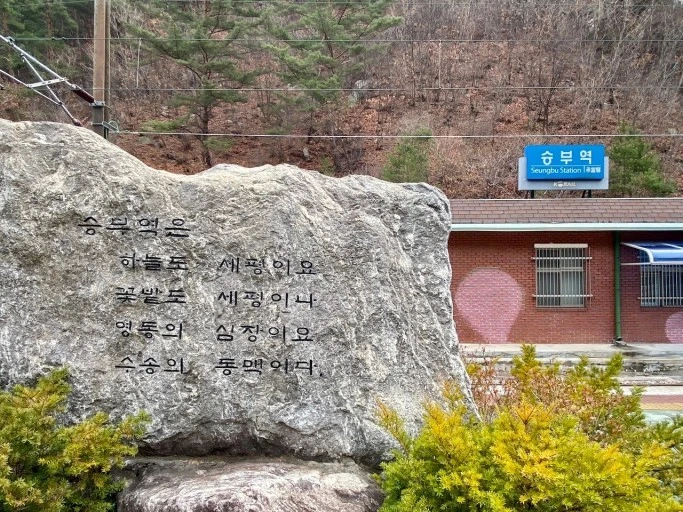 승부역은
하늘도 세평이요
꽃밭도 세평이나
영동의 심장이요
수송의 동맥이다.
승부역
Seungbu Station